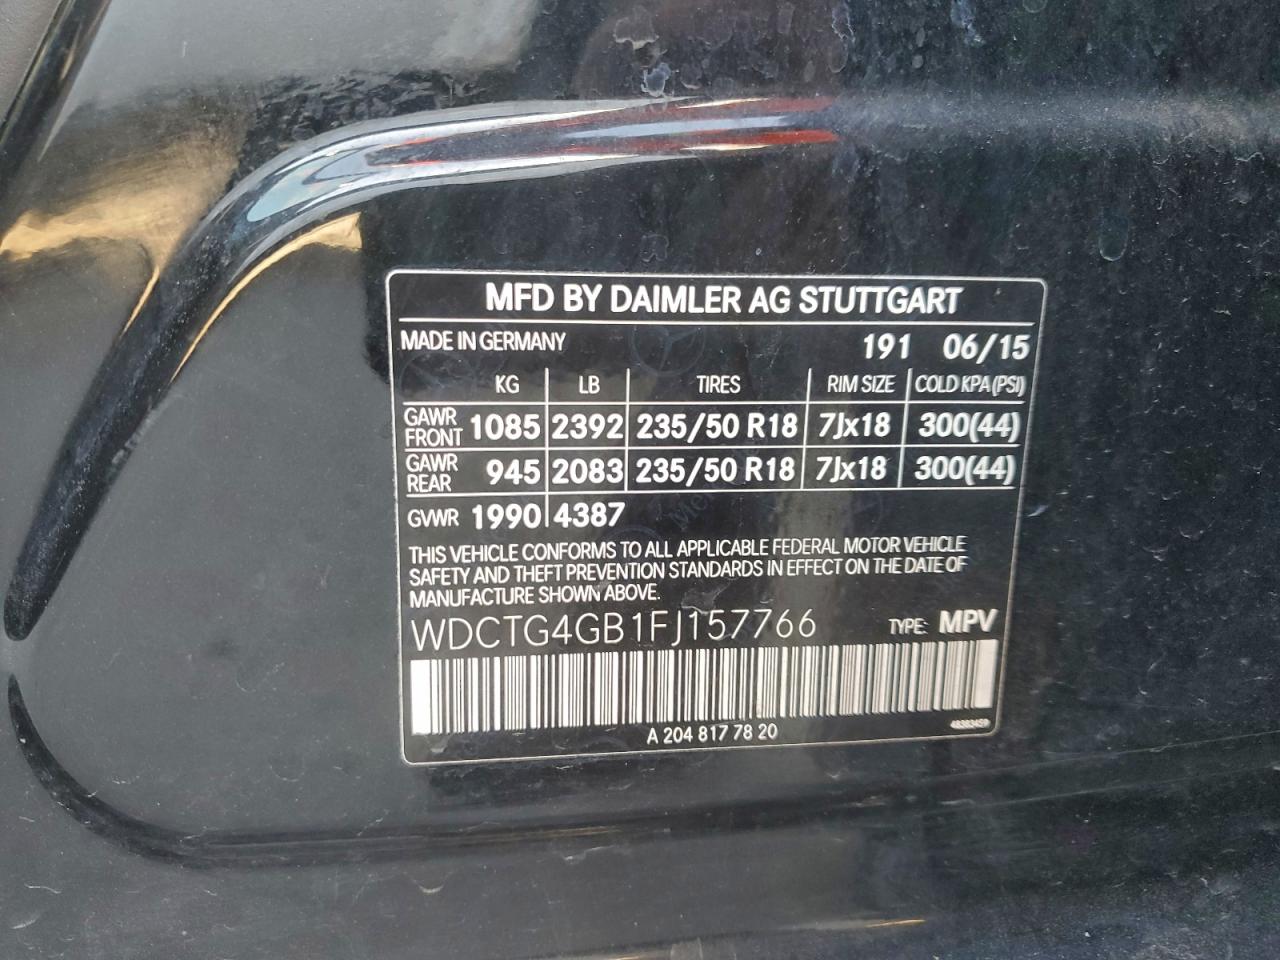 MFD BY DAIMLER AG STUTTGART
MADE IN GERMANY 191 06/15
KG LB TIRES RIM SIZE COLD KPA (PSI)
GAWR FRONT 1085 2392 235/50 R18 7Jx18 300(44)
GAWR REAR 945 2083 235/50 R18 7Jx18 300(44)
GVWR 1990 4387
THIS VEHICLE CONFORMS TO ALL APPLICABLE FEDERAL MOTOR VEHICLE
SAFETY AND THEFT PREVENTION STANDARDS IN EFFECT ON THE DATE OF
MANUFACTURE SHOWN ABOVE.
WDCTG4GB1FJ157766 TYPE: MPV
A 204 817 78 20 48383459